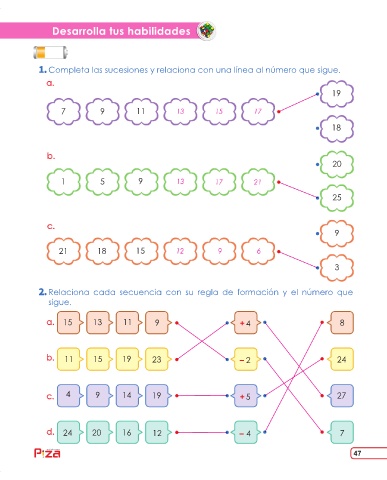 Desarrolla tus habilidades
1. Completa las sucesiones y relaciona con una línea al número que sigue.
a.
19
7 9 11 13 15 17
18
b.
20
1 5 9 13 17 21
25
c.
9
21 18 15 12 9 6
3
2. Relaciona cada secuencia con su regla de formación y el número que
sigue.
a. 15 13 11 9 + 4 8
b. 11 15 19 23 – 2 24
c. 4 9 14 19 + 5 27
d. 24 20 16 12 – 4 7
P:za
47